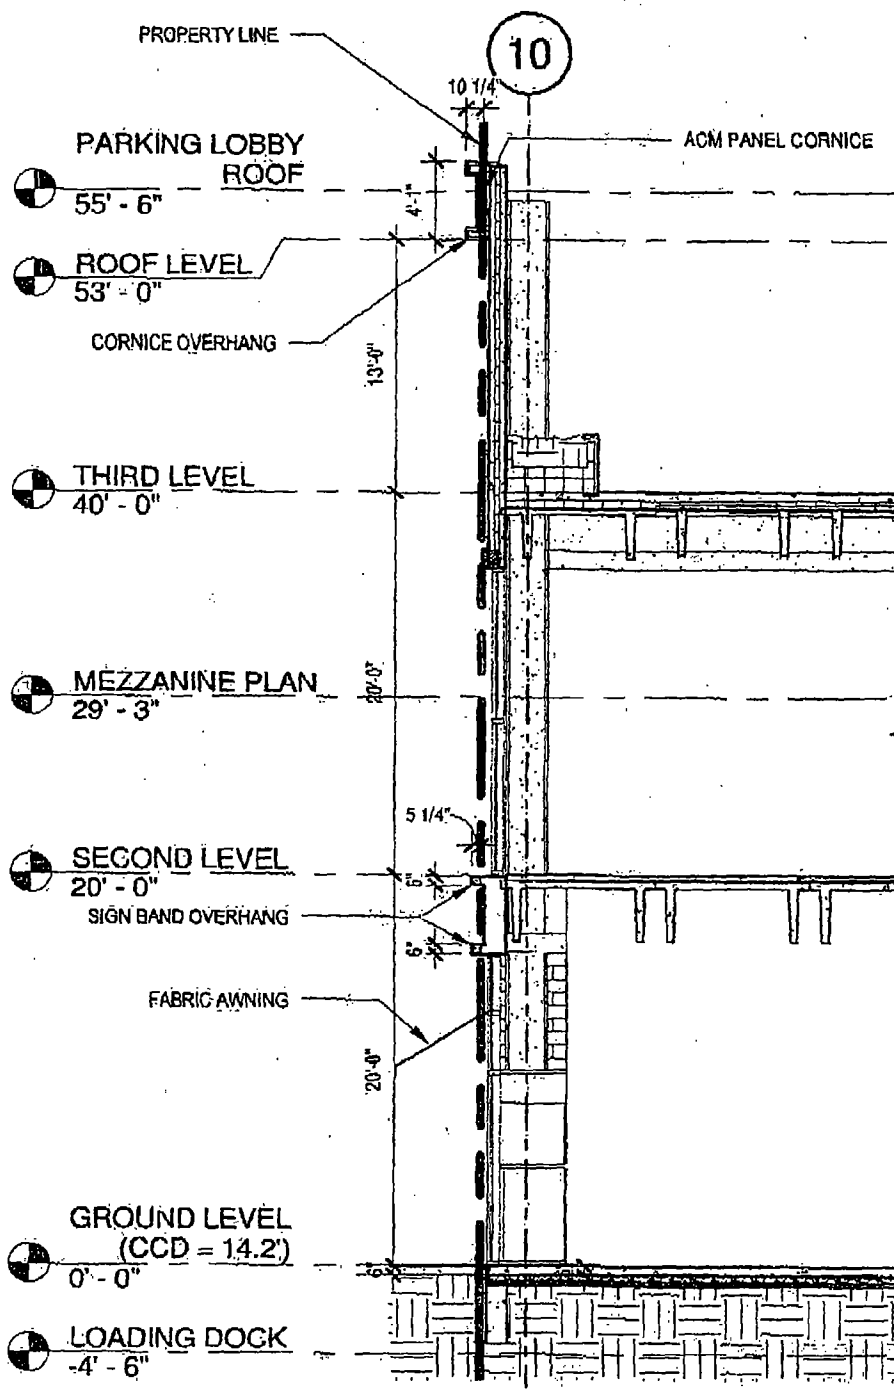 PROPERTY LINE
10
10 1/4"
ACM PANEL CORNICE
PARKING LOBBY
ROOF
55' - 6"
4'-1"
ROOF LEVEL
53' - 0"
CORNICE OVERHANG
13'-0"
THIRD LEVEL
40' - 0"
MEZZANINE PLAN
29' - 3"
20'-0"
5 1/4"
SECOND LEVEL
20' - 0"
6"
SIGN BAND OVERHANG
6"
FABRIC AWNING
20'-0"
GROUND LEVEL
(CCD = 14.2')
0' - 0"
6"
LOADING DOCK
-4' - 6"